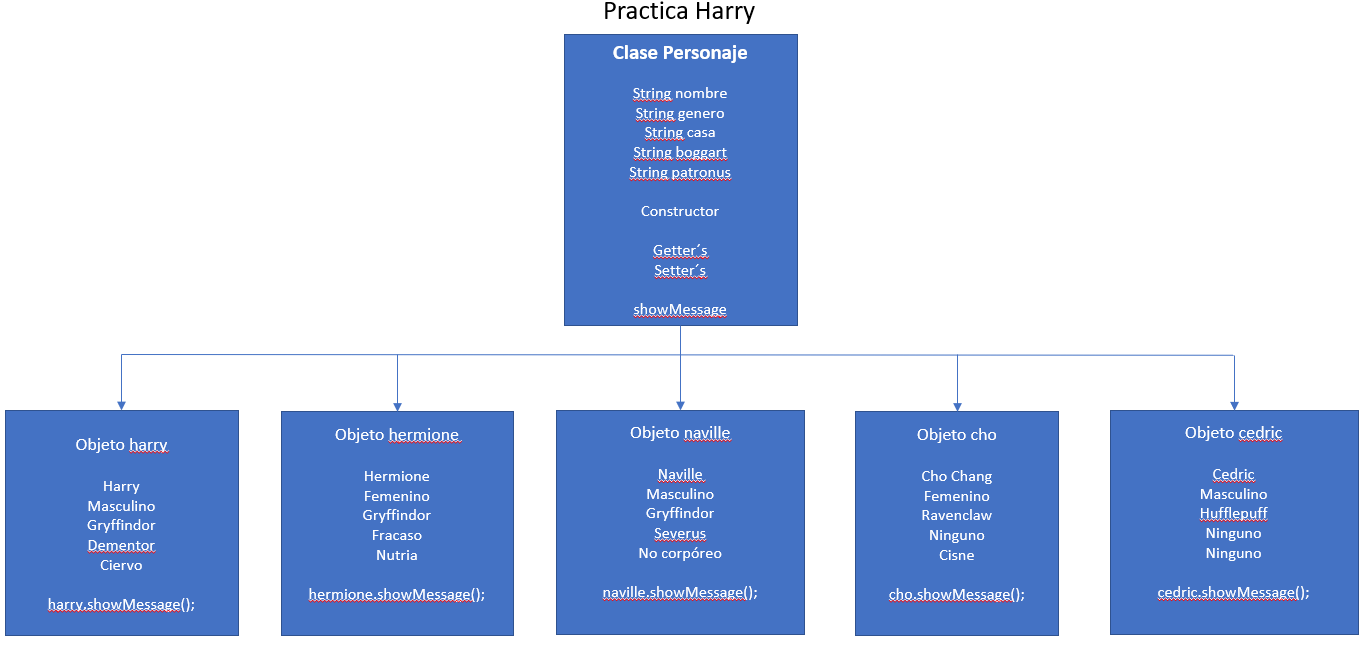 Practica Harry
Clase Personaje
String nombre
String genero
String casa
String boggart
String patronus
Constructor
Getter´s
Setter´s
showMessage
Objeto harry
Harry
Masculino
Gryffindor
Dementor
Ciervo
harry.showMessage();
Objeto hermione
Hermione
Femenino
Gryffindor
Fracaso
Nutria
hermione.showMessage();
Objeto naville
Naville
Masculino
Gryffindor
Severus
No corpóreo
naville.showMessage();
Objeto cho
Cho Chang
Femenino
Ravenclaw
Ninguno
Cisne
cho.showMessage();
Objeto cedric
Cedric
Masculino
Hufflepuff
Ninguno
Ninguno
cedric.showMessage();